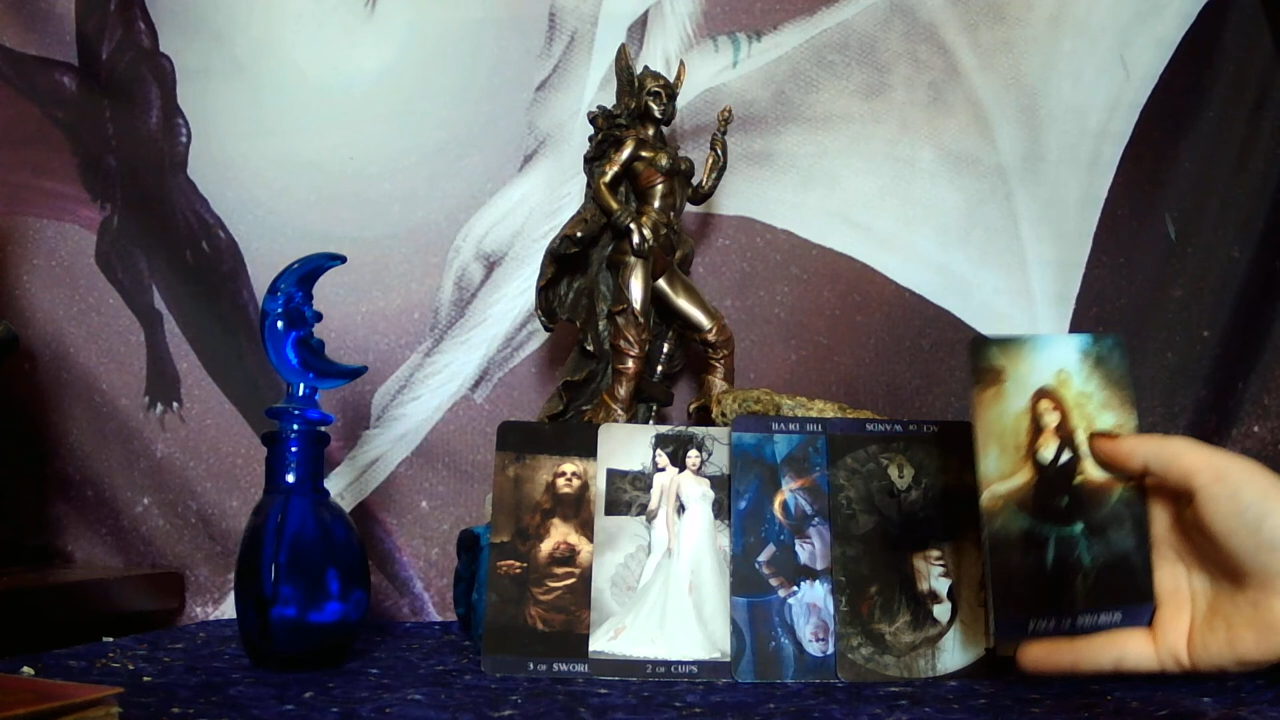 3 OF SWORD
2 OF CUPS
THE DEVIL
ACE OF WANDS